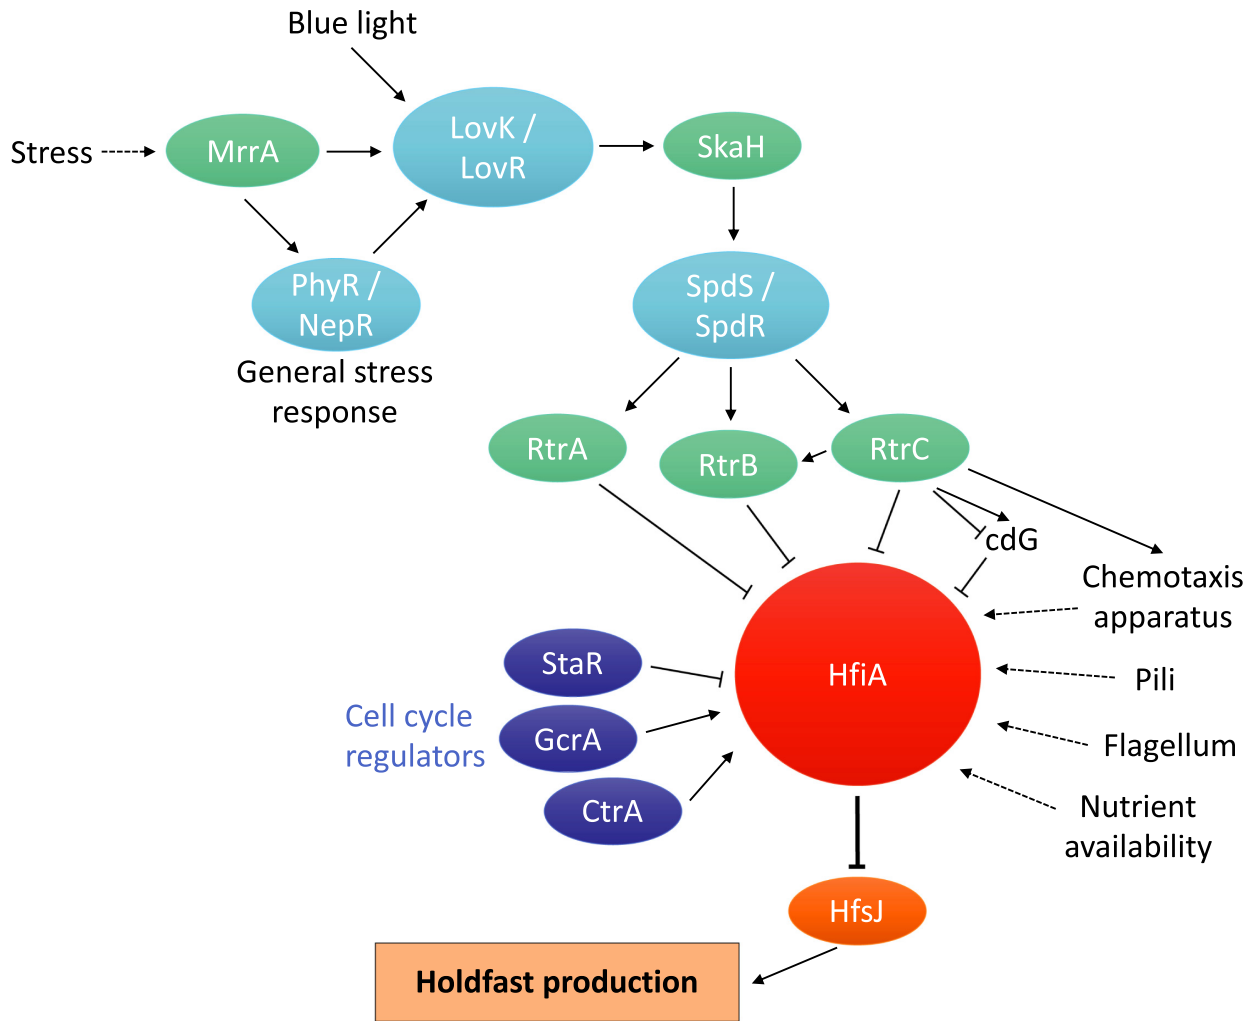 Blue light
Stress
MrrA
LovK /
LovR
SkaH
PhyR /
NepR
General stress
response
SpdS /
SpdR
RtrA
RtrB
RtrC
cdG
Chemotaxis
apparatus
HfiA
StaR
Pili
Cell cycle
regulators
GcrA
Flagellum
CtrA
Nutrient
availability
HfsJ
Holdfast production